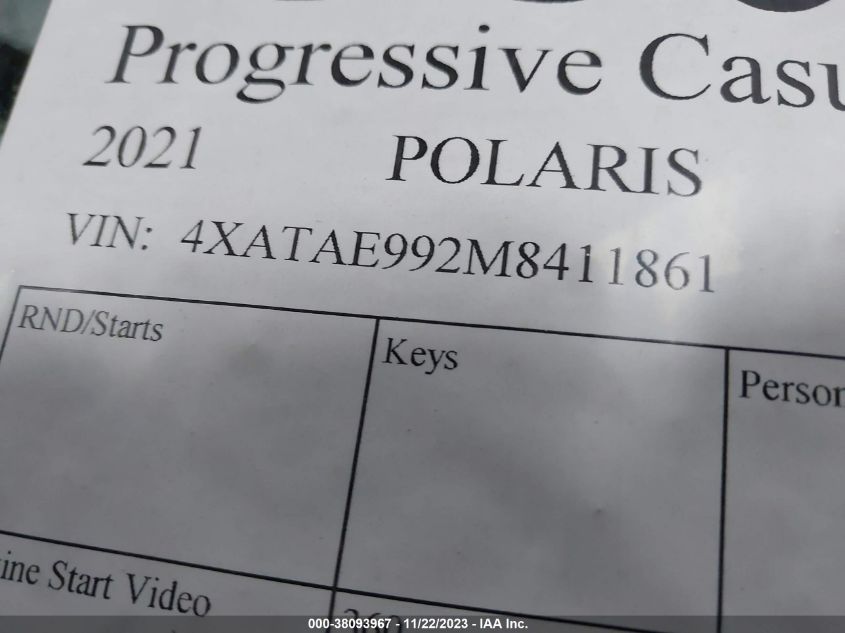 Progressive Casu
2021 POLARIS
VIN: 4XATAE992M8411861
RND/Starts Keys Person
ine Start Video
360
000-38093967 - 11/22/2023 - IAA Inc.